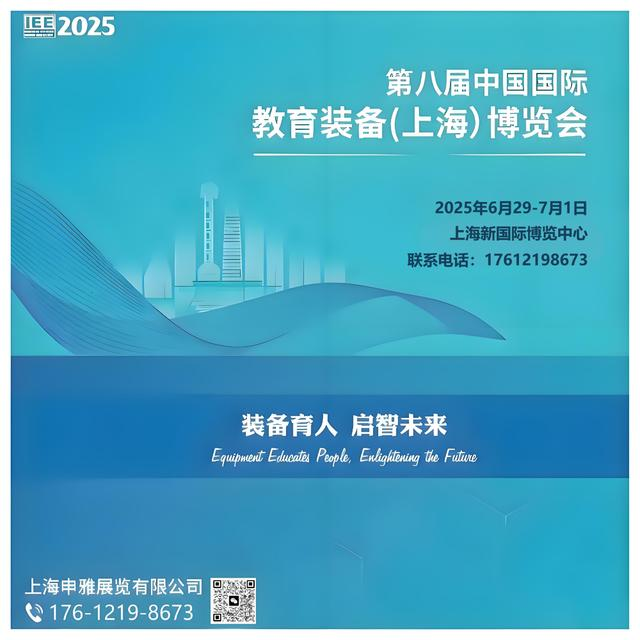 IEE 2025
第八届中国国际
教育装备(上海)博览会
2025年6月29-7月1日
上海新国际博览中心
联系电话：17612198673
装备育人 启智未来
Equipment Educates People, Enlightening the Future
上海申雅展览有限公司
176-1219-8673